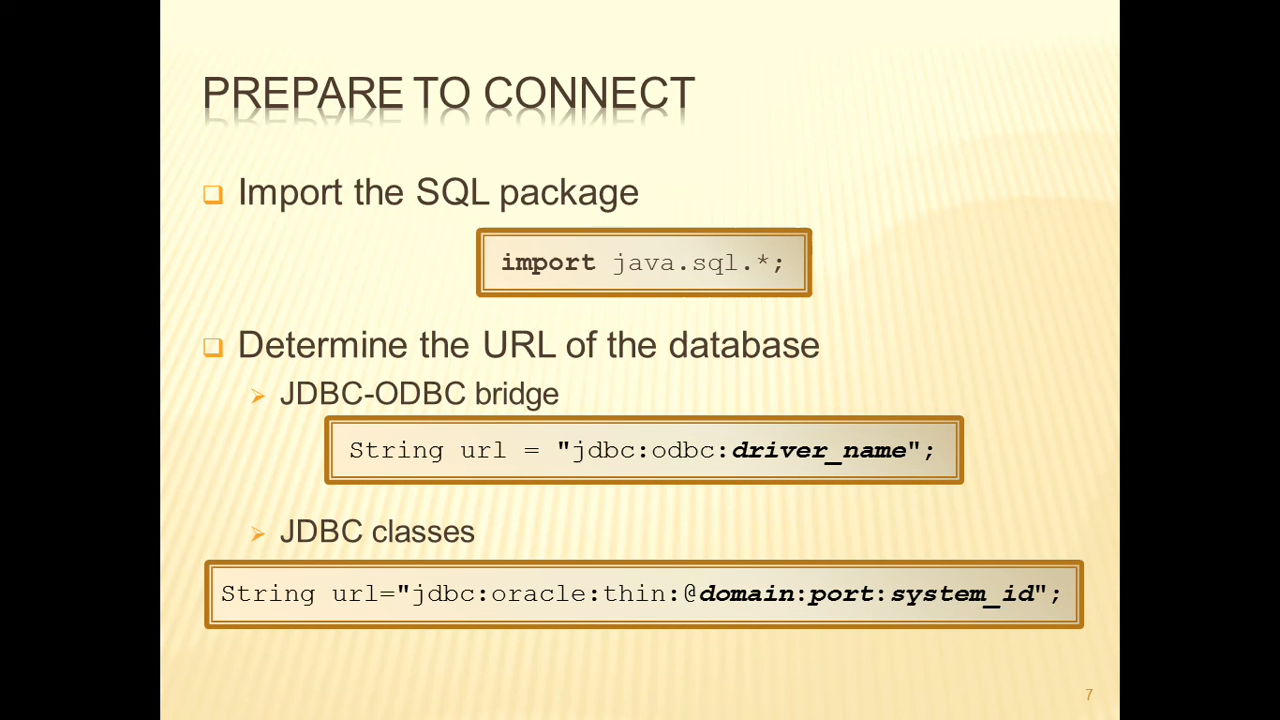 PREPARE TO CONNECT
Import the SQL package
import java.sql.*;
Determine the URL of the database
JDBC-ODBC bridge
String url = "jdbc:odbc:driver_name";
JDBC classes
String url="jdbc:oracle:thin:@domain:port:system_id";
7